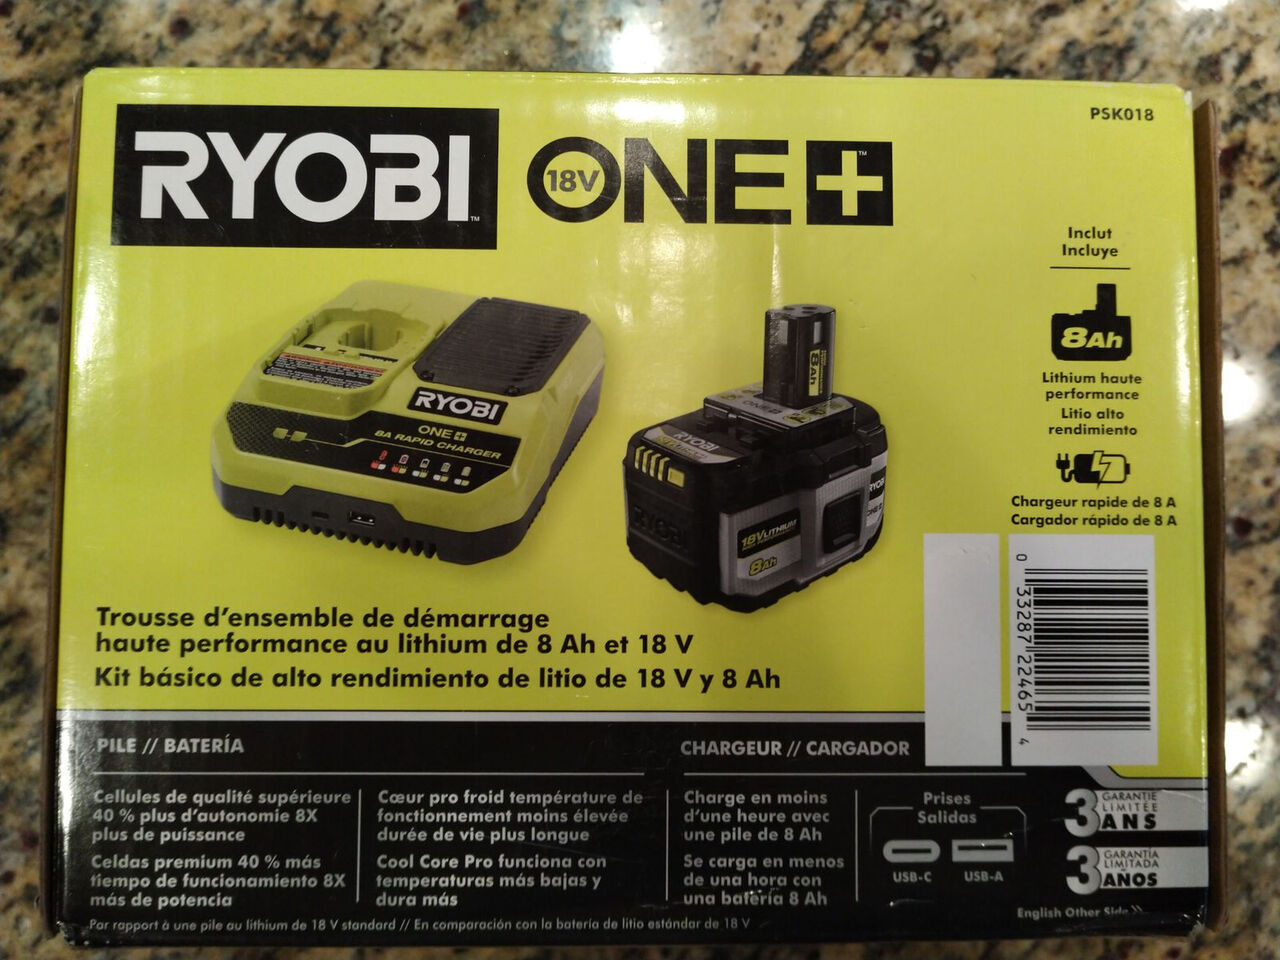 PSK018
RYOBI™
18V ONE+™
Inclut
Incluye
8Ah
Lithium haute
performance
Litio alto
rendimiento
Chargeur rapide de 8 A
Cargador rápido de 8 A
RYOBI
ONE+
8A RAPID CHARGER
8Ah
ONE+
RYOBI
RYOBI
18V LITHIUM
8Ah
RYOBI
ONE+
Trousse d'ensemble de démarrage
haute performance au lithium de 8 Ah et 18 V
Kit básico de alto rendimiento de litio de 18 V y 8 Ah
0 33287 22465 4
PILE // BATERÍA
Cellules de qualité supérieure
40 % plus d'autonomie 8X
plus de puissance
Celdas premium 40 % más
tiempo de funcionamiento 8X
más de potencia
Cœur pro froid température de
fonctionnement moins élevée
durée de vie plus longue
Cool Core Pro funciona con
temperaturas más bajas y
dura más
CHARGEUR // CARGADOR
Charge en moins
d'une heure avec
une pile de 8 Ah
Se carga en menos
de una hora con
una batería 8 Ah
Prises
Salidas
USB-C USB-A
3 GARANTIE
LIMITÉE
ANS
3 GARANTÍA
LIMITADA
AÑOS
English Other Side »
Par rapport à une pile au lithium de 18 V standard // En comparación con la batería de litio estándar de 18 V